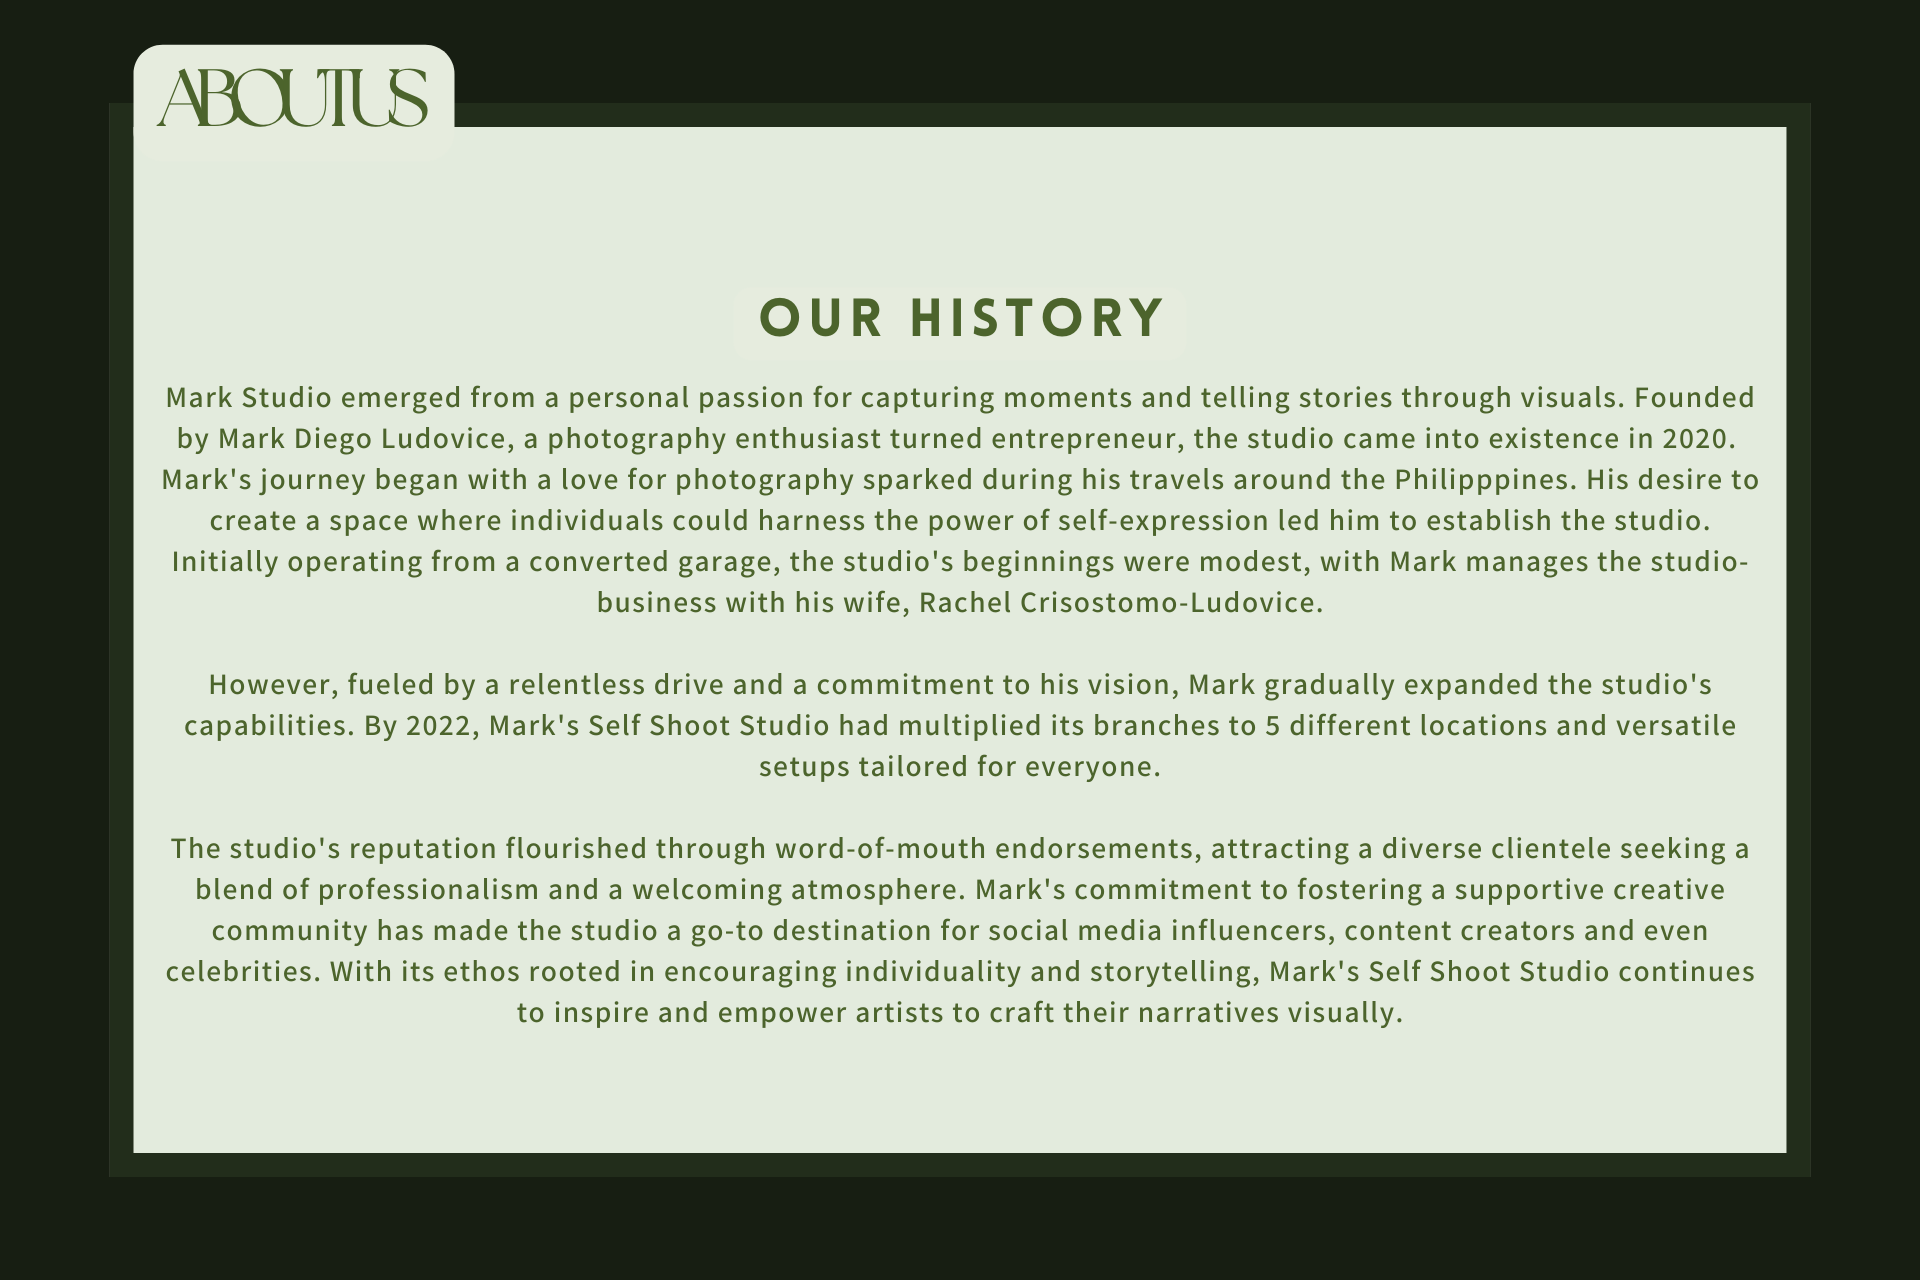 ABOUT US
OUR HISTORY
Mark Studio emerged from a personal passion for capturing moments and telling stories through visuals. Founded
by Mark Diego Ludovice, a photography enthusiast turned entrepreneur, the studio came into existence in 2020.
Mark's journey began with a love for photography sparked during his travels around the Philipppines. His desire to
create a space where individuals could harness the power of self-expression led him to establish the studio.
Initially operating from a converted garage, the studio's beginnings were modest, with Mark manages the studio-
business with his wife, Rachel Crisostomo-Ludovice.
However, fueled by a relentless drive and a commitment to his vision, Mark gradually expanded the studio's
capabilities. By 2022, Mark's Self Shoot Studio had multiplied its branches to 5 different locations and versatile
setups tailored for everyone.
The studio's reputation flourished through word-of-mouth endorsements, attracting a diverse clientele seeking a
blend of professionalism and a welcoming atmosphere. Mark's commitment to fostering a supportive creative
community has made the studio a go-to destination for social media influencers, content creators and even
celebrities. With its ethos rooted in encouraging individuality and storytelling, Mark's Self Shoot Studio continues
to inspire and empower artists to craft their narratives visually.